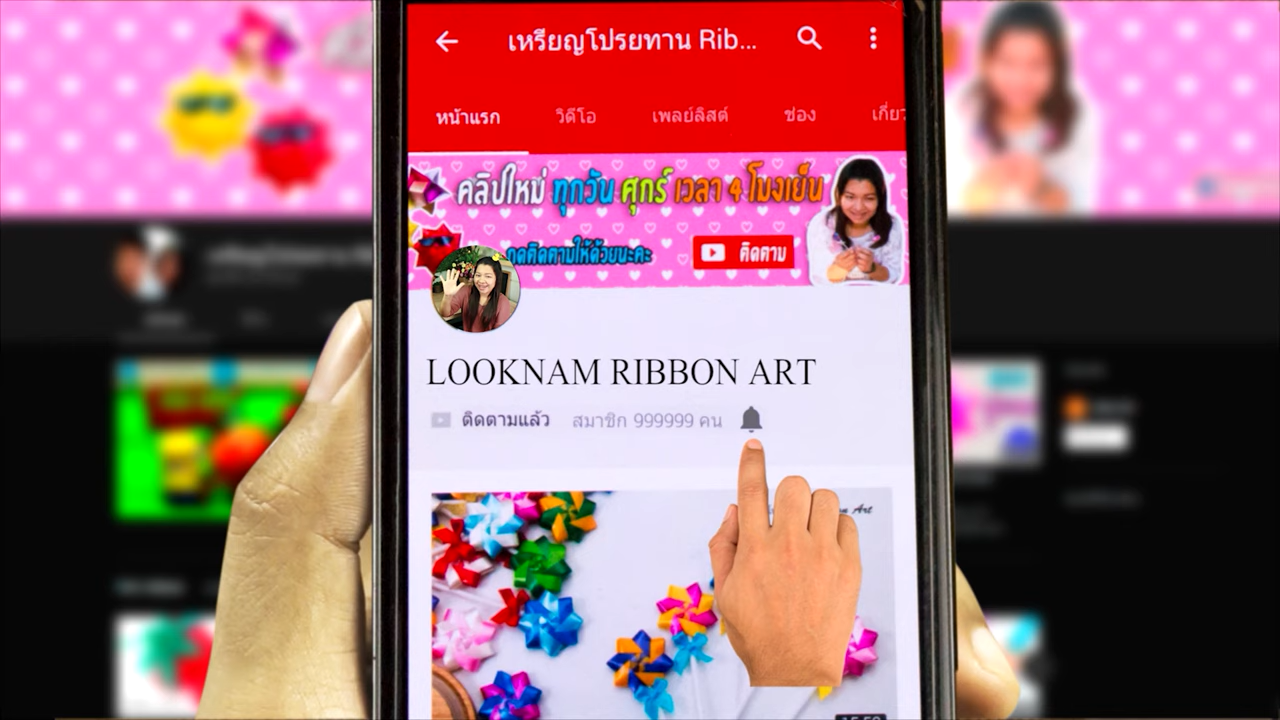 เหรียญโปรยทาน Rib...
หน้าแรก วิดีโอ เพลย์ลิสต์ ช่อง เกี่ยว
คลิปใหม่ ทุกวัน ศุกร์ เวลา 4 โมงเย็น
กดติดตามให้ด้วยนะคะ ติดตาม
LOOKNAM RIBBON ART
ติดตามแล้ว สมาชิก 999999 คน
Art